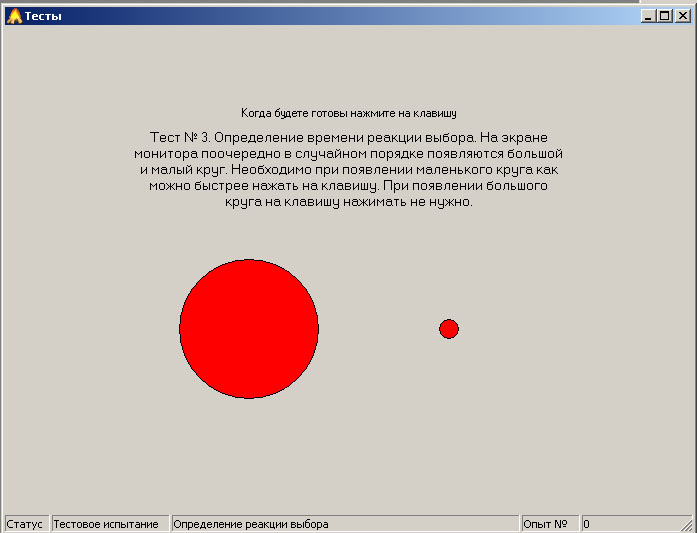 Тесты
Когда будете готовы нажмите на клавишу
Тест № 3. Определение времени реакции выбора. На экране
монитора поочередно в случайном порядке появляются большой
и малый круг. Необходимо при появлении маленького круга как
можно быстрее нажать на клавишу. При появлении большого
круга на клавишу нажимать не нужно.
Статус Тестовое испытание Определение реакции выбора Опыт № 0